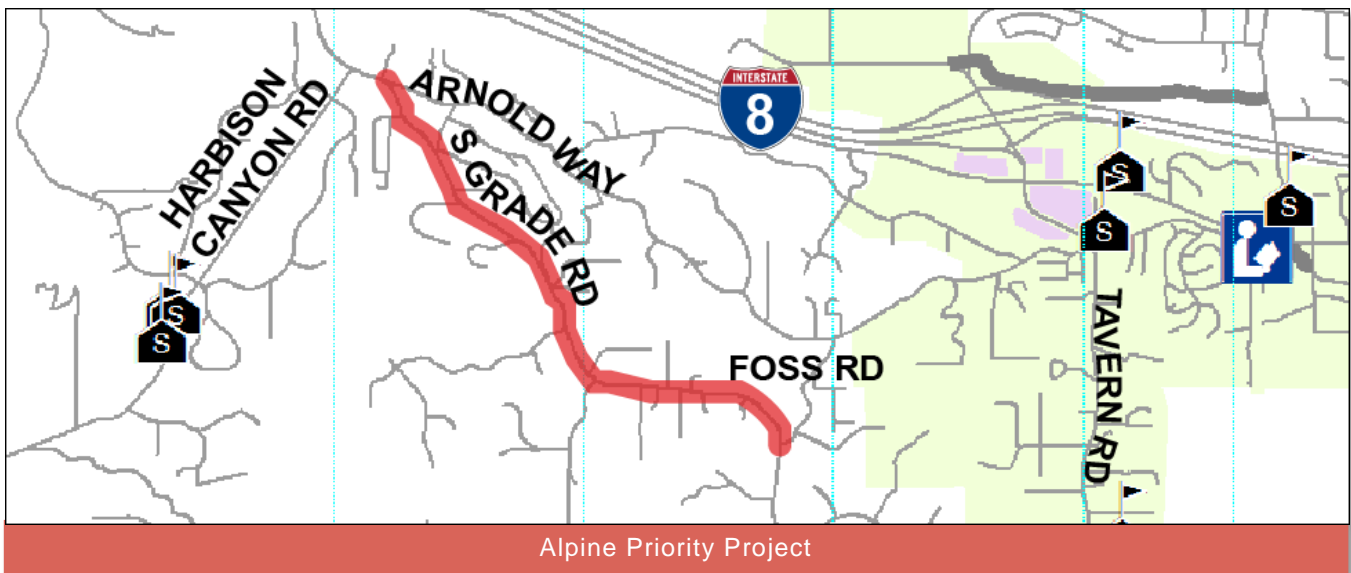 HARBISON
CANYON RD
ARNOLD WAY
S GRADE RD
INTERSTATE
8
FOSS RD
TAVERN RD
S
S
S
S
S
Alpine Priority Project